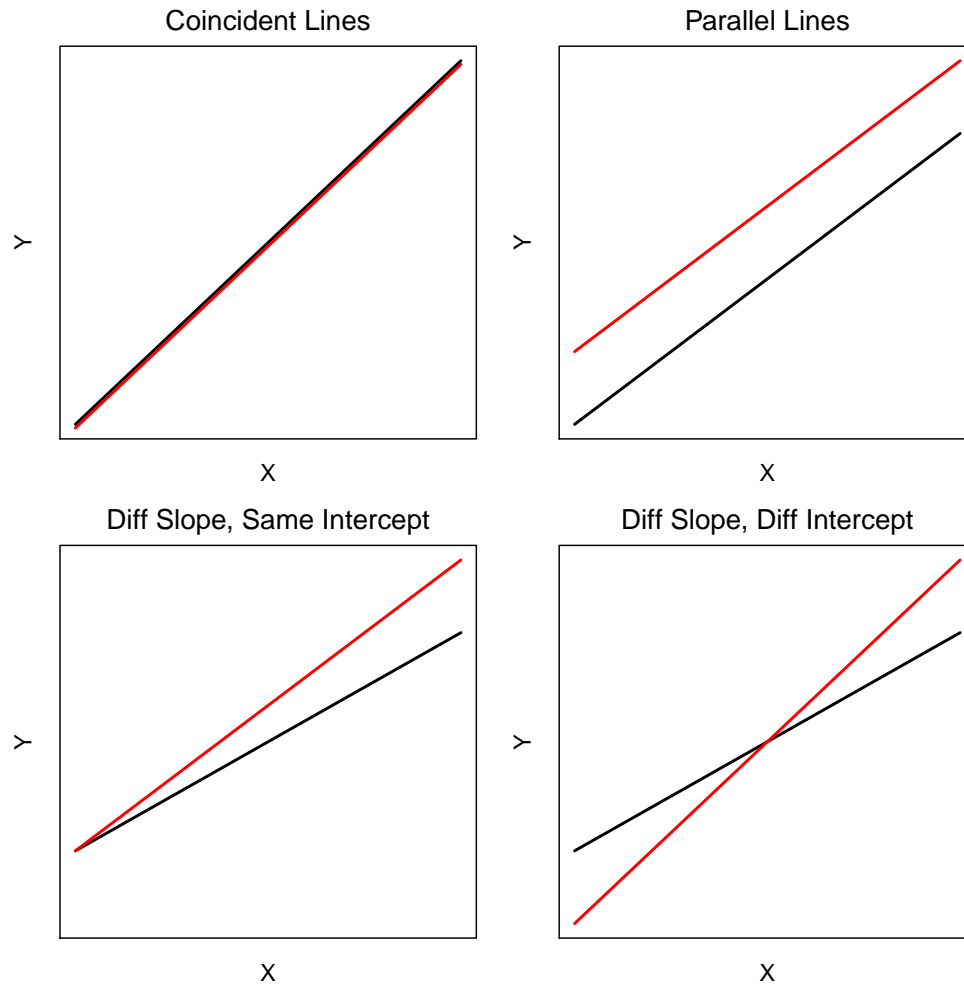 Coincident Lines
Y
X
Parallel Lines
Y
X
Diff Slope, Same Intercept
Y
X
Diff Slope, Diff Intercept
Y
X